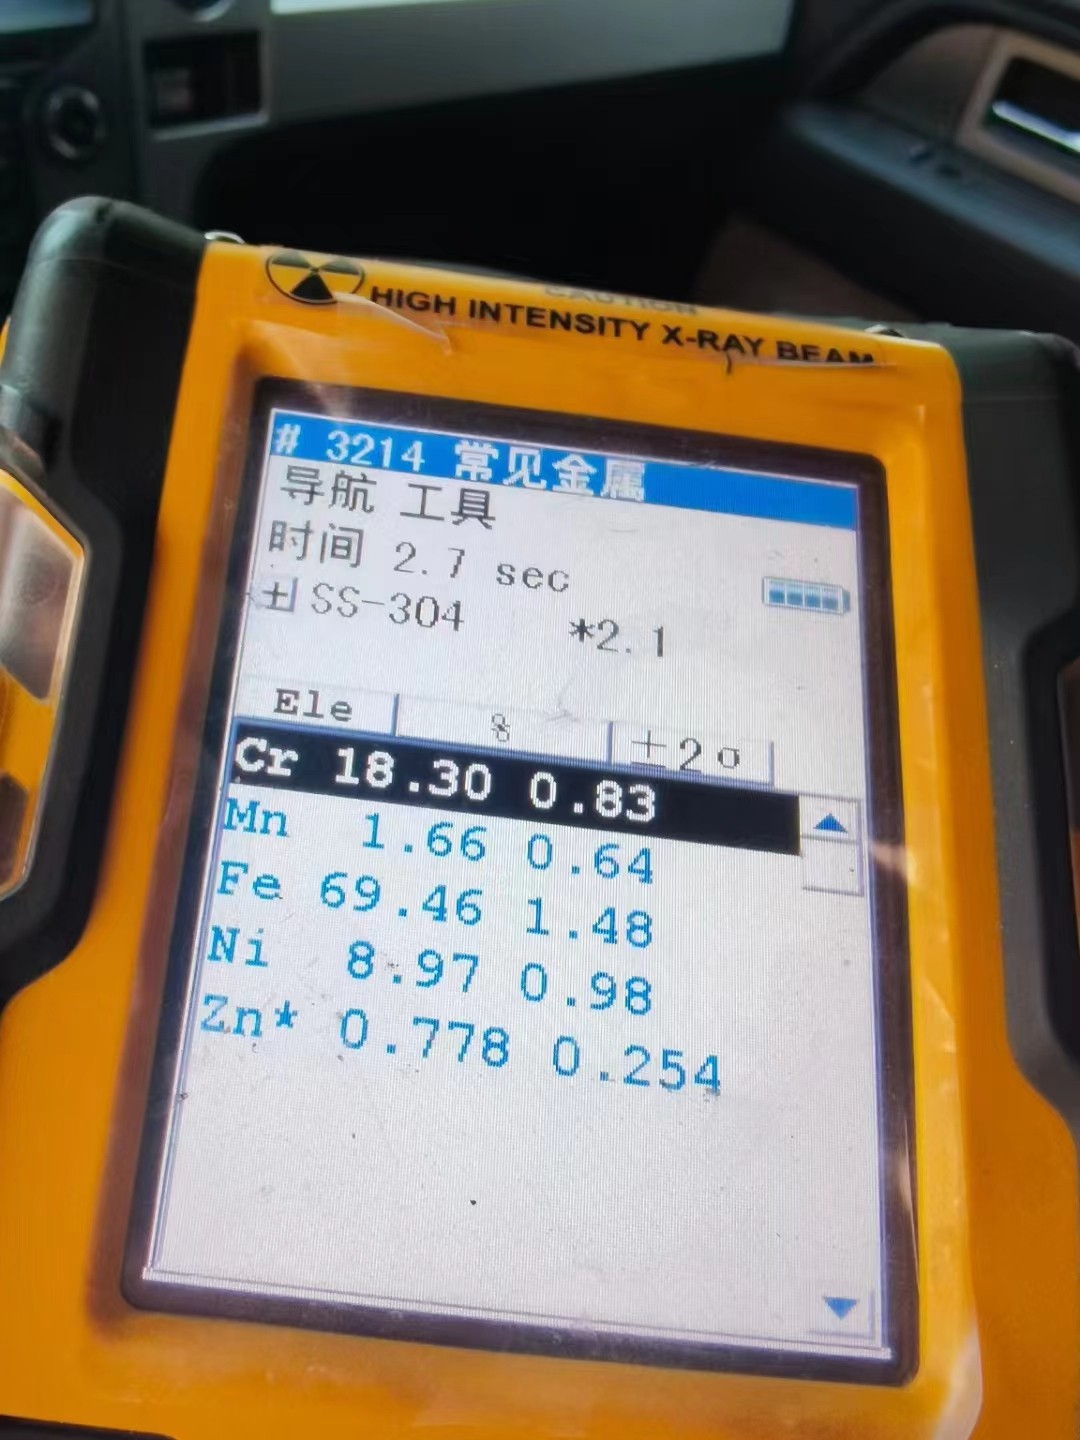 CAUTION
HIGH INTENSITY X-RAY BEAM
# 3214 常见金属
导航 工具
时间 2.7 sec
SS-304 *2.1
Ele % ±2σ
Cr 18.30 0.83
Mn 1.66 0.64
Fe 69.46 1.48
Ni 8.97 0.98
Zn* 0.778 0.254